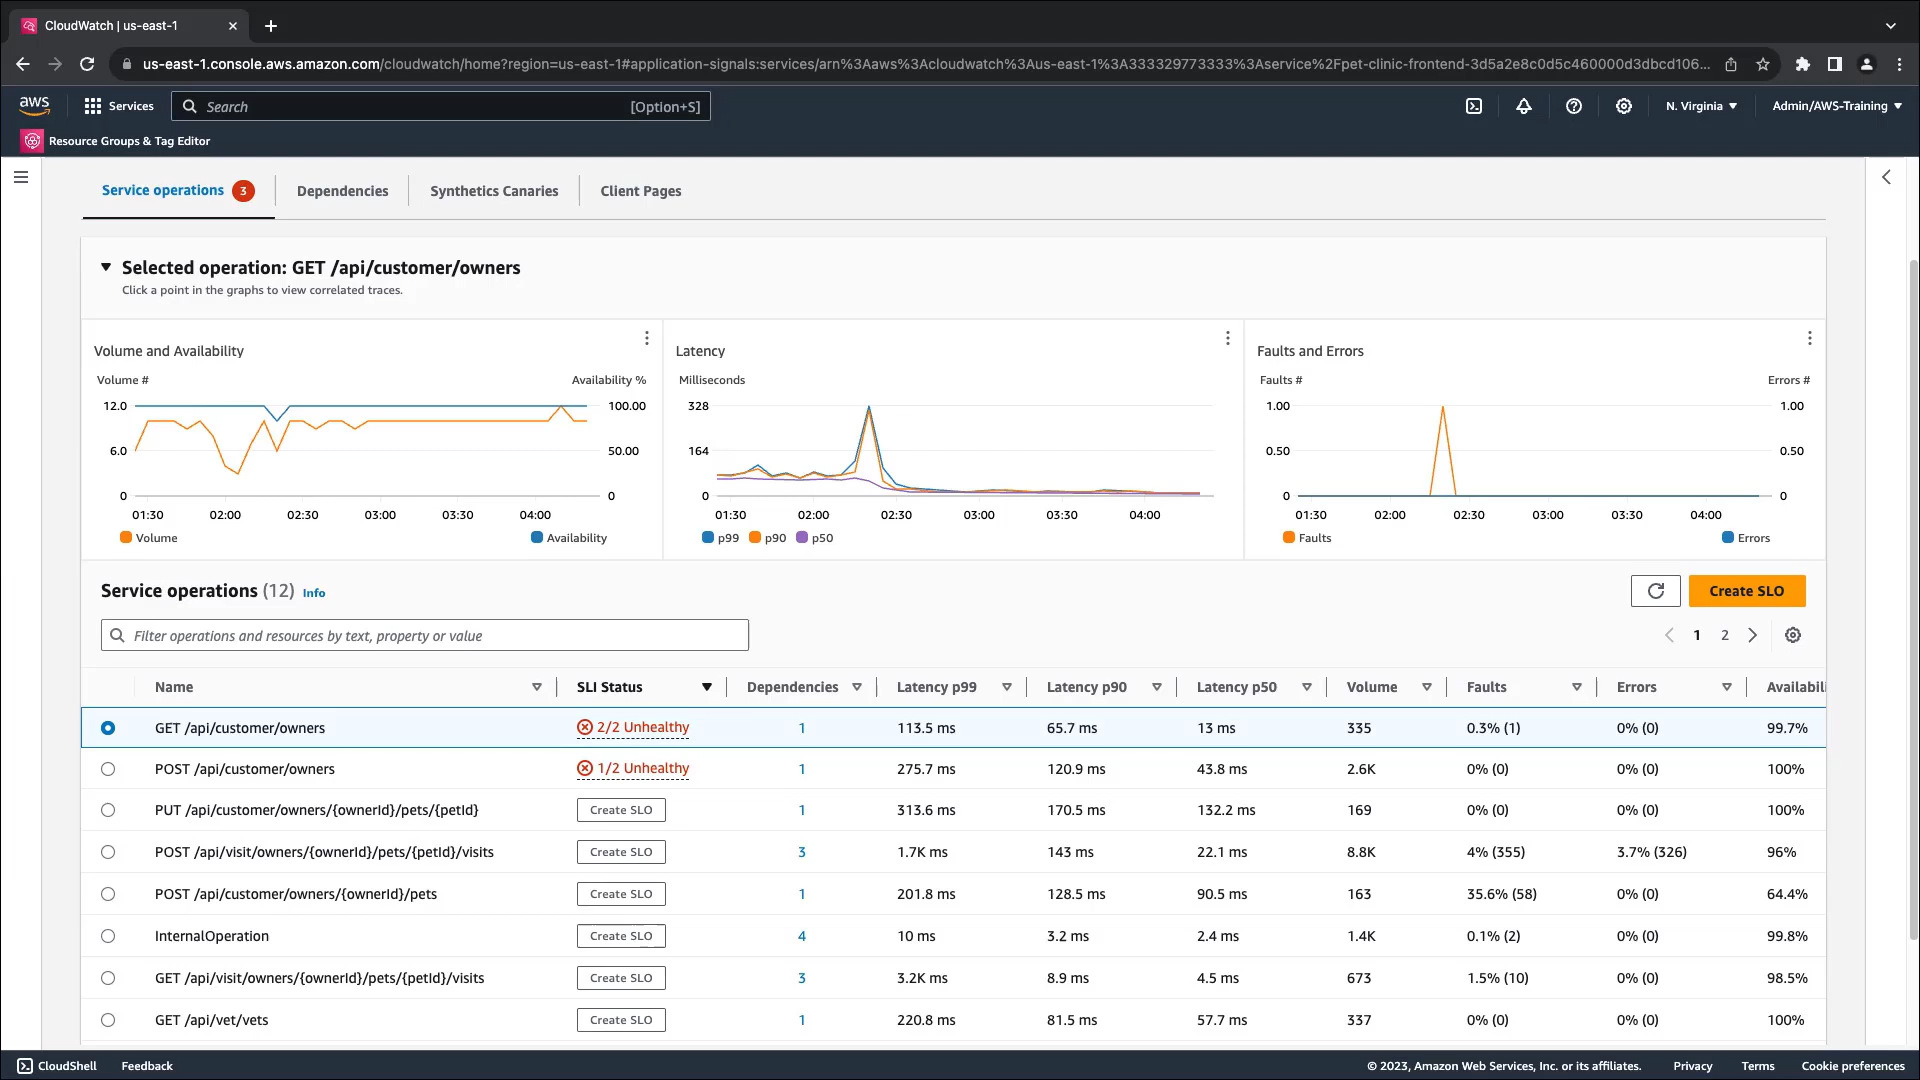 CloudWatch | us-east-1
us-east-1.console.aws.amazon.com/cloudwatch/home?region=us-east-1#application-signals:services/arn%3Aaws%3Acloudwatch%3Aus-east-1%3A333329773333%3Aservice%2Fpet-clinic-frontend-3d5a2e8c0d5c460000d3dbcd106...
aws Services Search [Option+S] N. Virginia Admin/AWS-Training
Resource Groups & Tag Editor
Service operations 3 Dependencies Synthetics Canaries Client Pages
Selected operation: GET /api/customer/owners
Click a point in the graphs to view correlated traces.
Volume and Availability
Volume # Availability %
12.0 100.00
6.0 50.00
0 0
01:30 02:00 02:30 03:00 03:30 04:00
Volume Availability
Latency
Milliseconds
328
164
0
01:30 02:00 02:30 03:00 03:30 04:00
p99 p90 p50
Faults and Errors
Faults # Errors #
1.00 1.00
0.50 0.50
0 0
01:30 02:00 02:30 03:00 03:30 04:00
Faults Errors
Service operations (12) Info Create SLO
Filter operations and resources by text, property or value 1 2
Name SLI Status Dependencies Latency p99 Latency p90 Latency p50 Volume Faults Errors Availabili
GET /api/customer/owners 2/2 Unhealthy 1 113.5 ms 65.7 ms 13 ms 335 0.3% (1) 0% (0) 99.7%
POST /api/customer/owners 1/2 Unhealthy 1 275.7 ms 120.9 ms 43.8 ms 2.6K 0% (0) 0% (0) 100%
PUT /api/customer/owners/{ownerId}/pets/{petId} Create SLO 1 313.6 ms 170.5 ms 132.2 ms 169 0% (0) 0% (0) 100%
POST /api/visit/owners/{ownerId}/pets/{petId}/visits Create SLO 3 1.7K ms 143 ms 22.1 ms 8.8K 4% (355) 3.7% (326) 96%
POST /api/customer/owners/{ownerId}/pets Create SLO 1 201.8 ms 128.5 ms 90.5 ms 163 35.6% (58) 0% (0) 64.4%
InternalOperation Create SLO 4 10 ms 3.2 ms 2.4 ms 1.4K 0.1% (2) 0% (0) 99.8%
GET /api/visit/owners/{ownerId}/pets/{petId}/visits Create SLO 3 3.2K ms 8.9 ms 4.5 ms 673 1.5% (10) 0% (0) 98.5%
GET /api/vet/vets Create SLO 1 220.8 ms 81.5 ms 57.7 ms 337 0% (0) 0% (0) 100%
CloudShell Feedback © 2023, Amazon Web Services, Inc. or its affiliates. Privacy Terms Cookie preferences